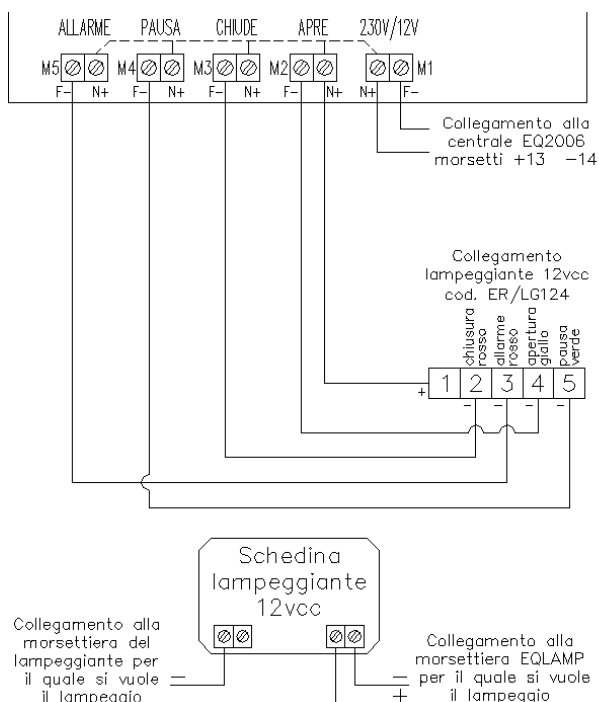 ALLARME PAUSA CHIUDE APRE 230V/12V
M5 M4 M3 M2 M1
F- N+ F- N+ F- N+ F- N+ N+ F-
Collegamento alla
centrale EQ2006
morsetti +13 -14
Collegamento
lampeggiante 12vcc
cod. ER/LG124
chiusura
rosso
allarme
rosso
apertura
giallo
pausa
verde
+ 1 2 3 4 5
- - - -
Schedina
lampeggiante
12vcc
Collegamento alla
morsettiera del
lampeggiante per
il quale si vuole
il lampeggio
-
Collegamento alla
morsettiera EQLAMP
- per il quale si vuole
+ il lampeggio